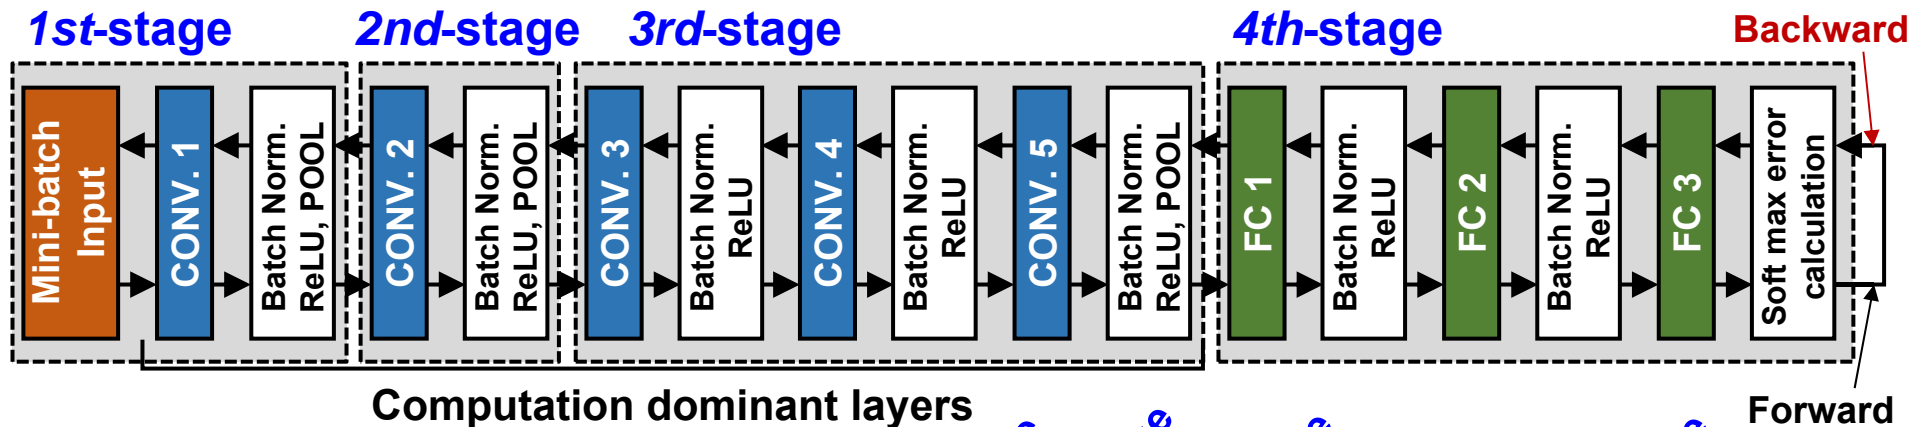 1st-stage
2nd-stage
3rd-stage
4th-stage
Backward
Mini-batch
Input
CONV. 1
Batch Norm.
ReLU, POOL
CONV. 2
Batch Norm.
ReLU, POOL
CONV. 3
Batch Norm.
ReLU
CONV. 4
Batch Norm.
ReLU
CONV. 5
Batch Norm.
ReLU, POOL
FC 1
Batch Norm.
ReLU
FC 2
Batch Norm.
ReLU
FC 3
Soft max error
calculation
Computation dominant layers
Forward